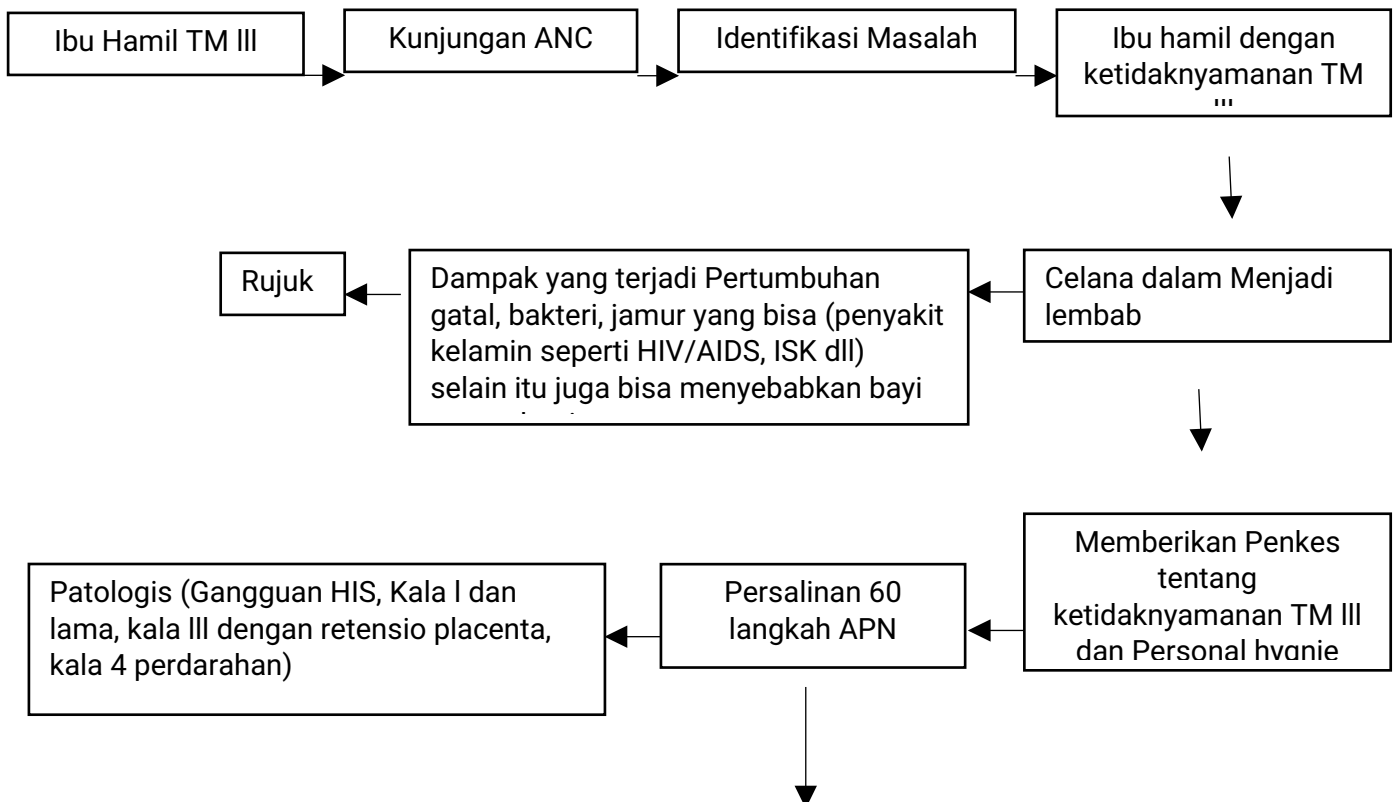 Ibu Hamil TM lll
Kunjungan ANC
Identifikasi Masalah
Ibu hamil dengan
ketidaknyamanan TM
lll
Rujuk
Dampak yang terjadi Pertumbuhan
gatal, bakteri, jamur yang bisa (penyakit
kelamin seperti HIV/AIDS, ISK dll)
selain itu juga bisa menyebabkan bayi
Celana dalam Menjadi
lembab
Patologis (Gangguan HIS, Kala l dan
lama, kala lll dengan retensio placenta,
kala 4 perdarahan)
Persalinan 60
langkah APN
Memberikan Penkes
tentang
ketidaknyamanan TM lll
dan Personal hygnie